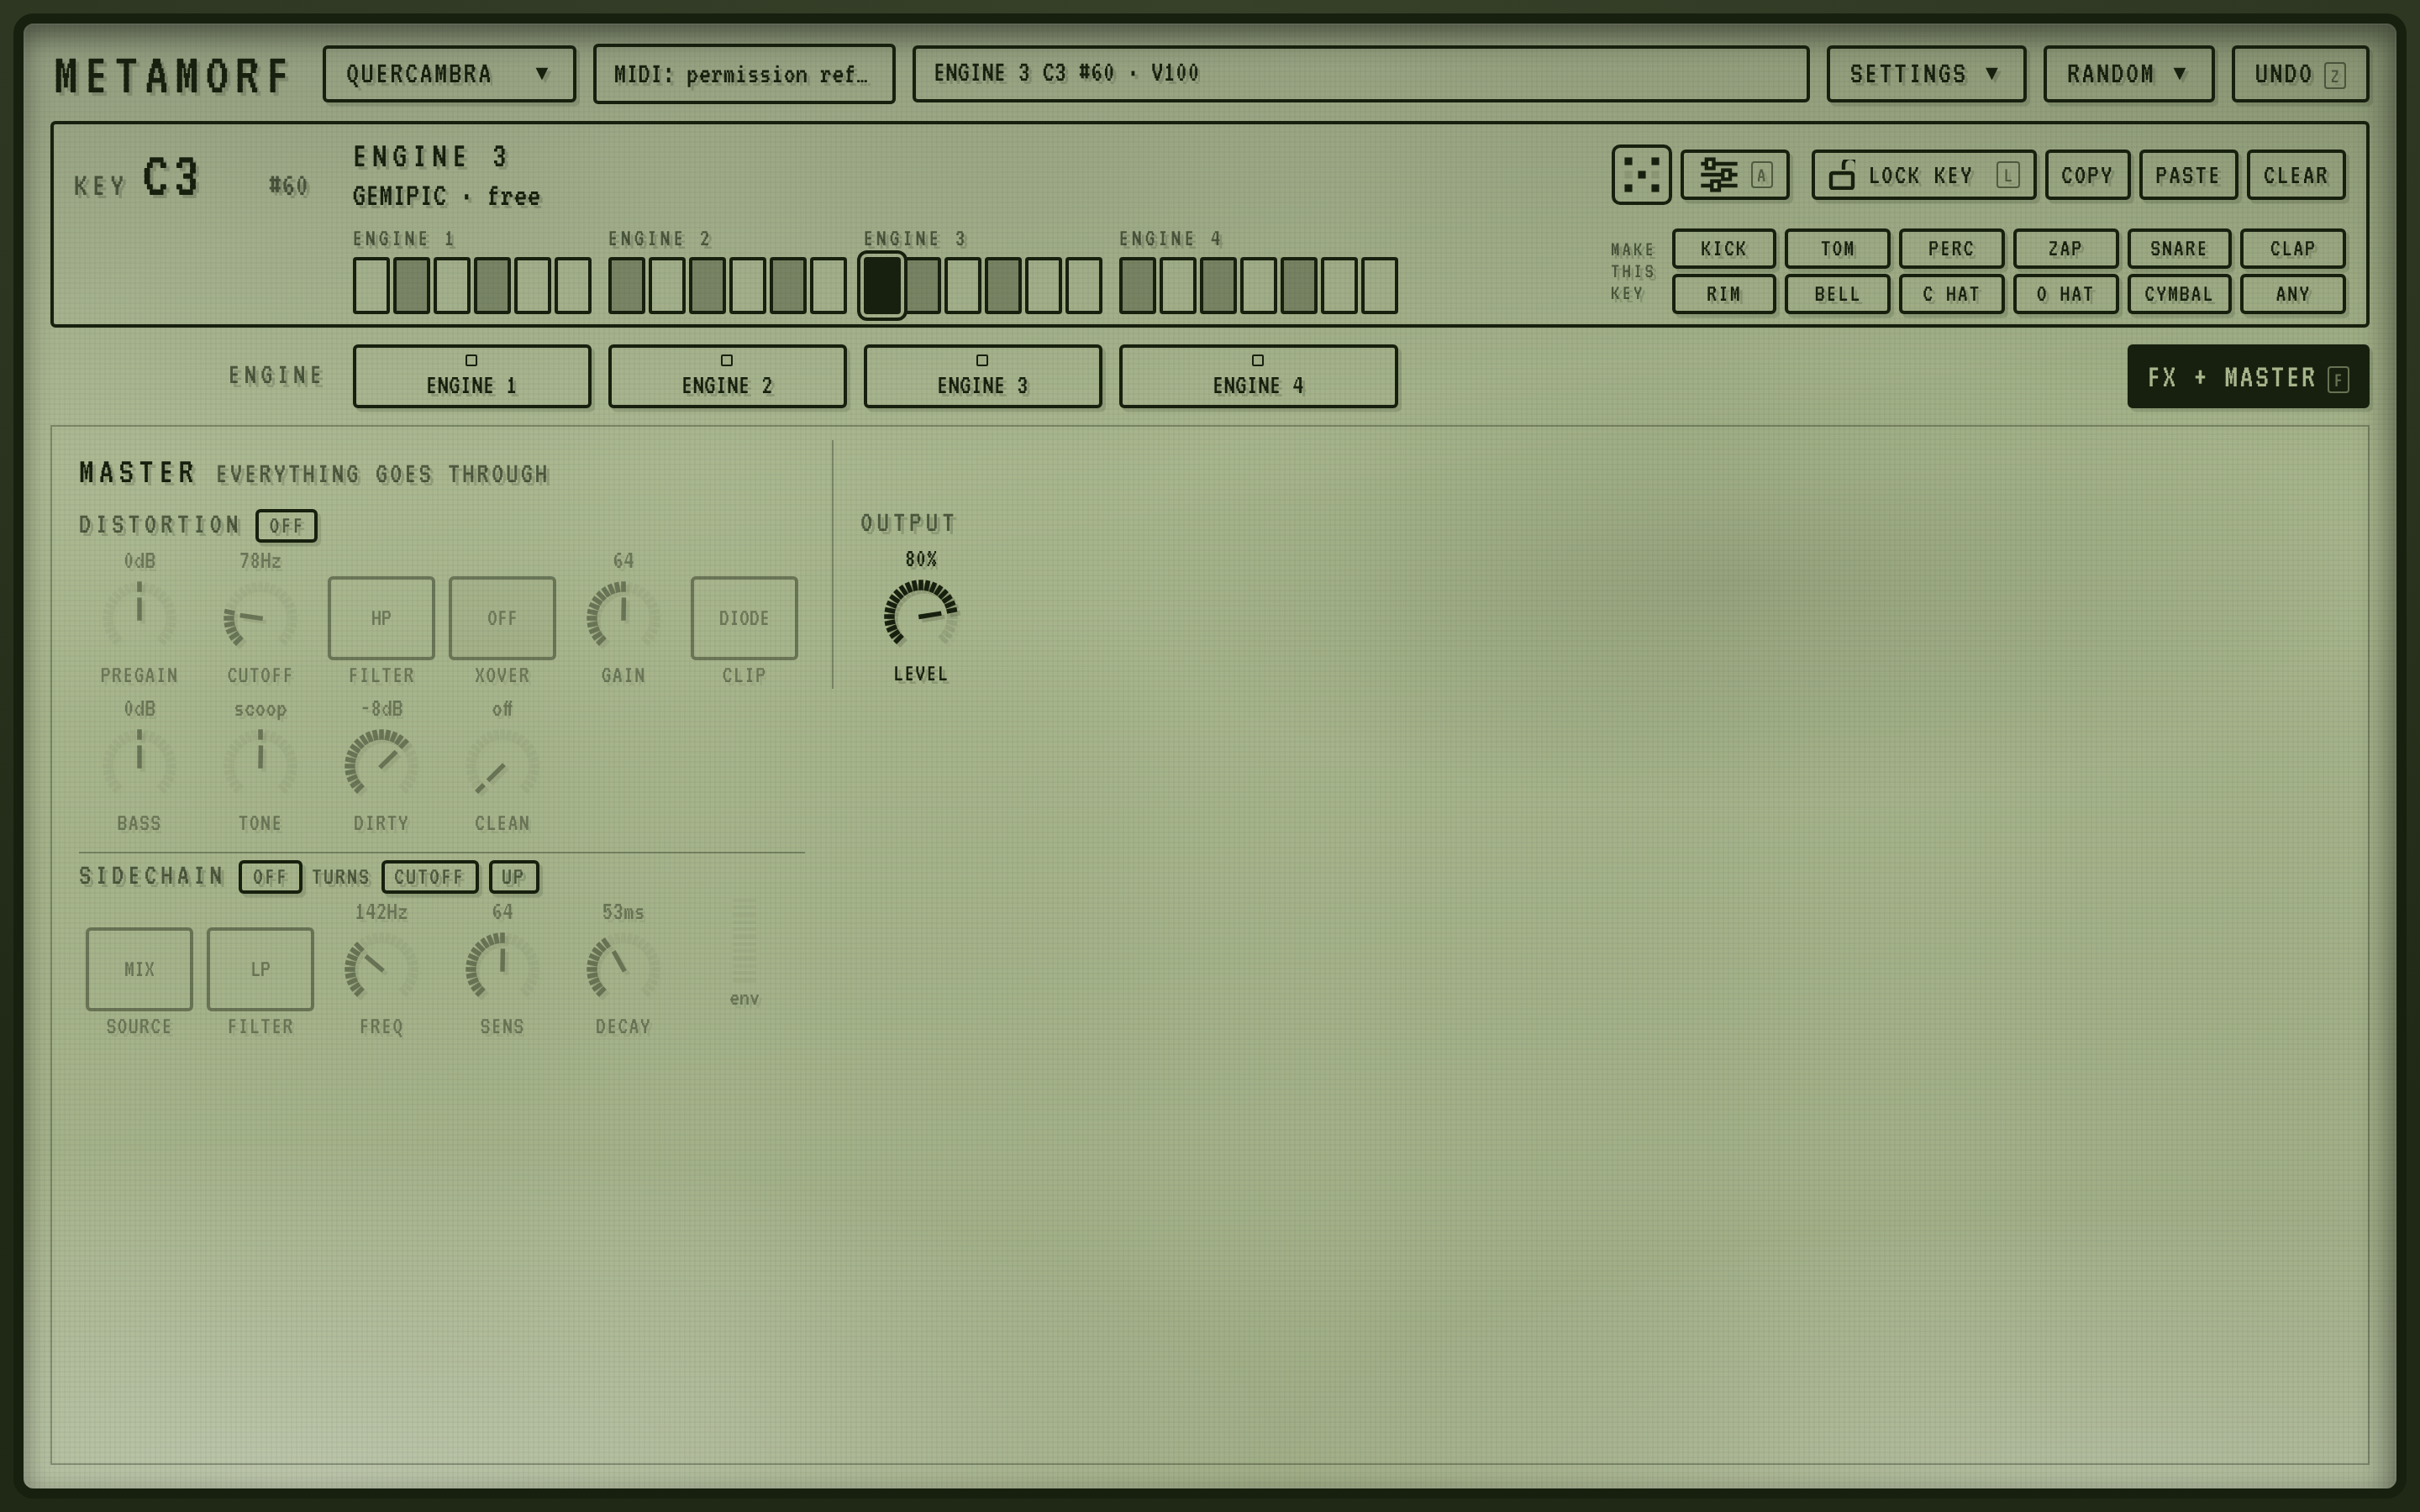 METAMORF QUERCAMBRA ▼ MIDI: permission ref… ENGINE 3 C3 #60 · V100 SETTINGS ▼ RANDOM ▼ UNDO Z
KEY C3 #60
ENGINE 3
GEMIPIC · free
A LOCK KEY L COPY PASTE CLEAR
ENGINE 1 ENGINE 2 ENGINE 3 ENGINE 4
MAKE THIS KEY
KICK TOM PERC ZAP SNARE CLAP
RIM BELL C HAT O HAT CYMBAL ANY
ENGINE ENGINE 1 ENGINE 2 ENGINE 3 ENGINE 4 FX + MASTER F
MASTER EVERYTHING GOES THROUGH
DISTORTION OFF
0dB 78Hz 64
HP OFF DIODE
PREGAIN CUTOFF FILTER XOVER GAIN CLIP
0dB scoop -8dB off
BASS TONE DIRTY CLEAN
OUTPUT
80%
LEVEL
SIDECHAIN OFF TURNS CUTOFF UP
142Hz 64 53ms
MIX LP
env
SOURCE FILTER FREQ SENS DECAY